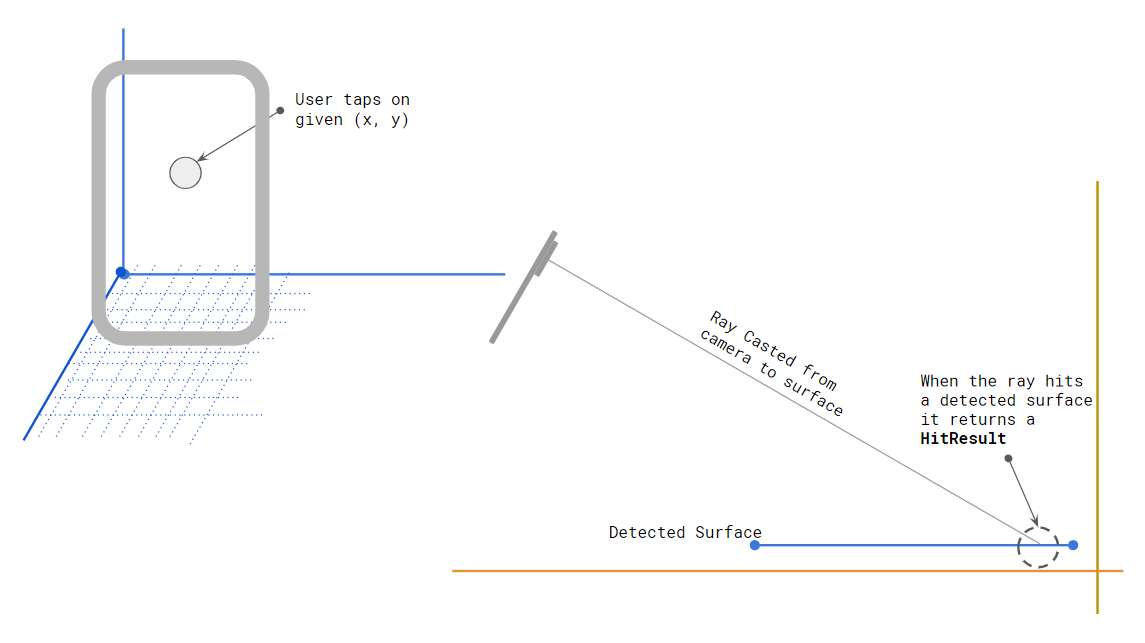 User taps on
given (x, y)
Ray Casted from
camera to surface
When the ray hits
a detected surface
it returns a
HitResult
Detected Surface